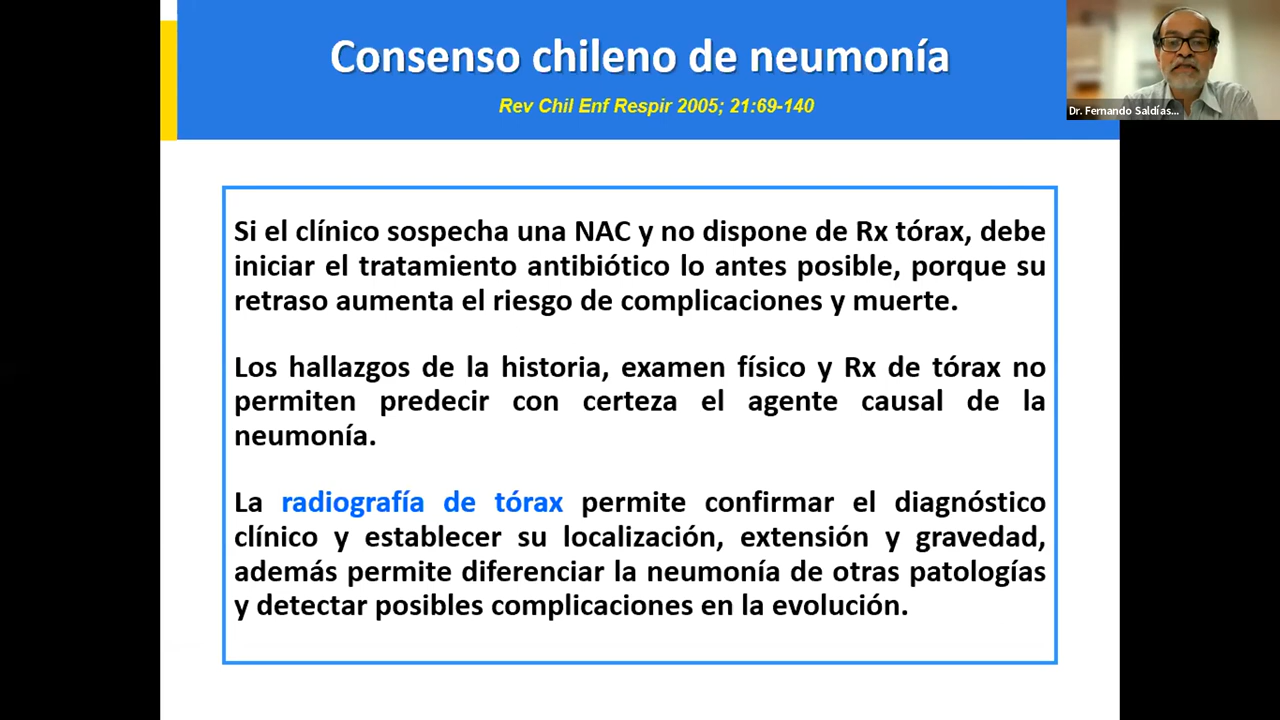 Consenso chileno de neumonía
Rev Chil Enf Respir 2005; 21:69-140
Dr. Fernando Saldías...
Si el clínico sospecha una NAC y no dispone de Rx tórax, debe
iniciar el tratamiento antibiótico lo antes posible, porque su
retraso aumenta el riesgo de complicaciones y muerte.
Los hallazgos de la historia, examen físico y Rx de tórax no
permiten predecir con certeza el agente causal de la
neumonía.
La radiografía de tórax permite confirmar el diagnóstico
clínico y establecer su localización, extensión y gravedad,
además permite diferenciar la neumonía de otras patologías
y detectar posibles complicaciones en la evolución.